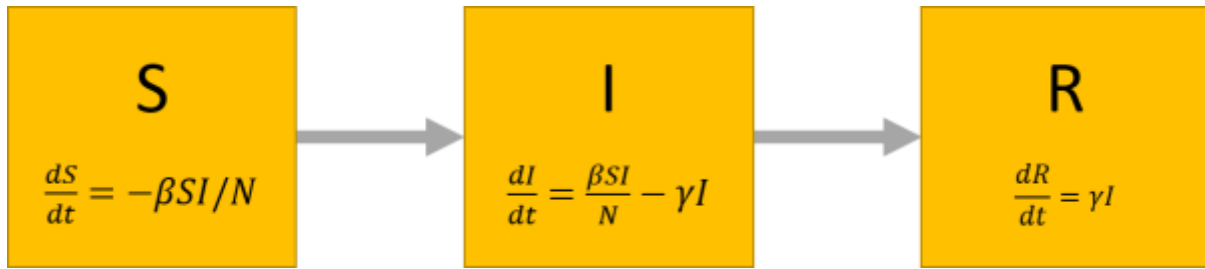 S
dS/dt = −βSI/N
I
dI/dt = βSI/N − γI
R
dR/dt = γI